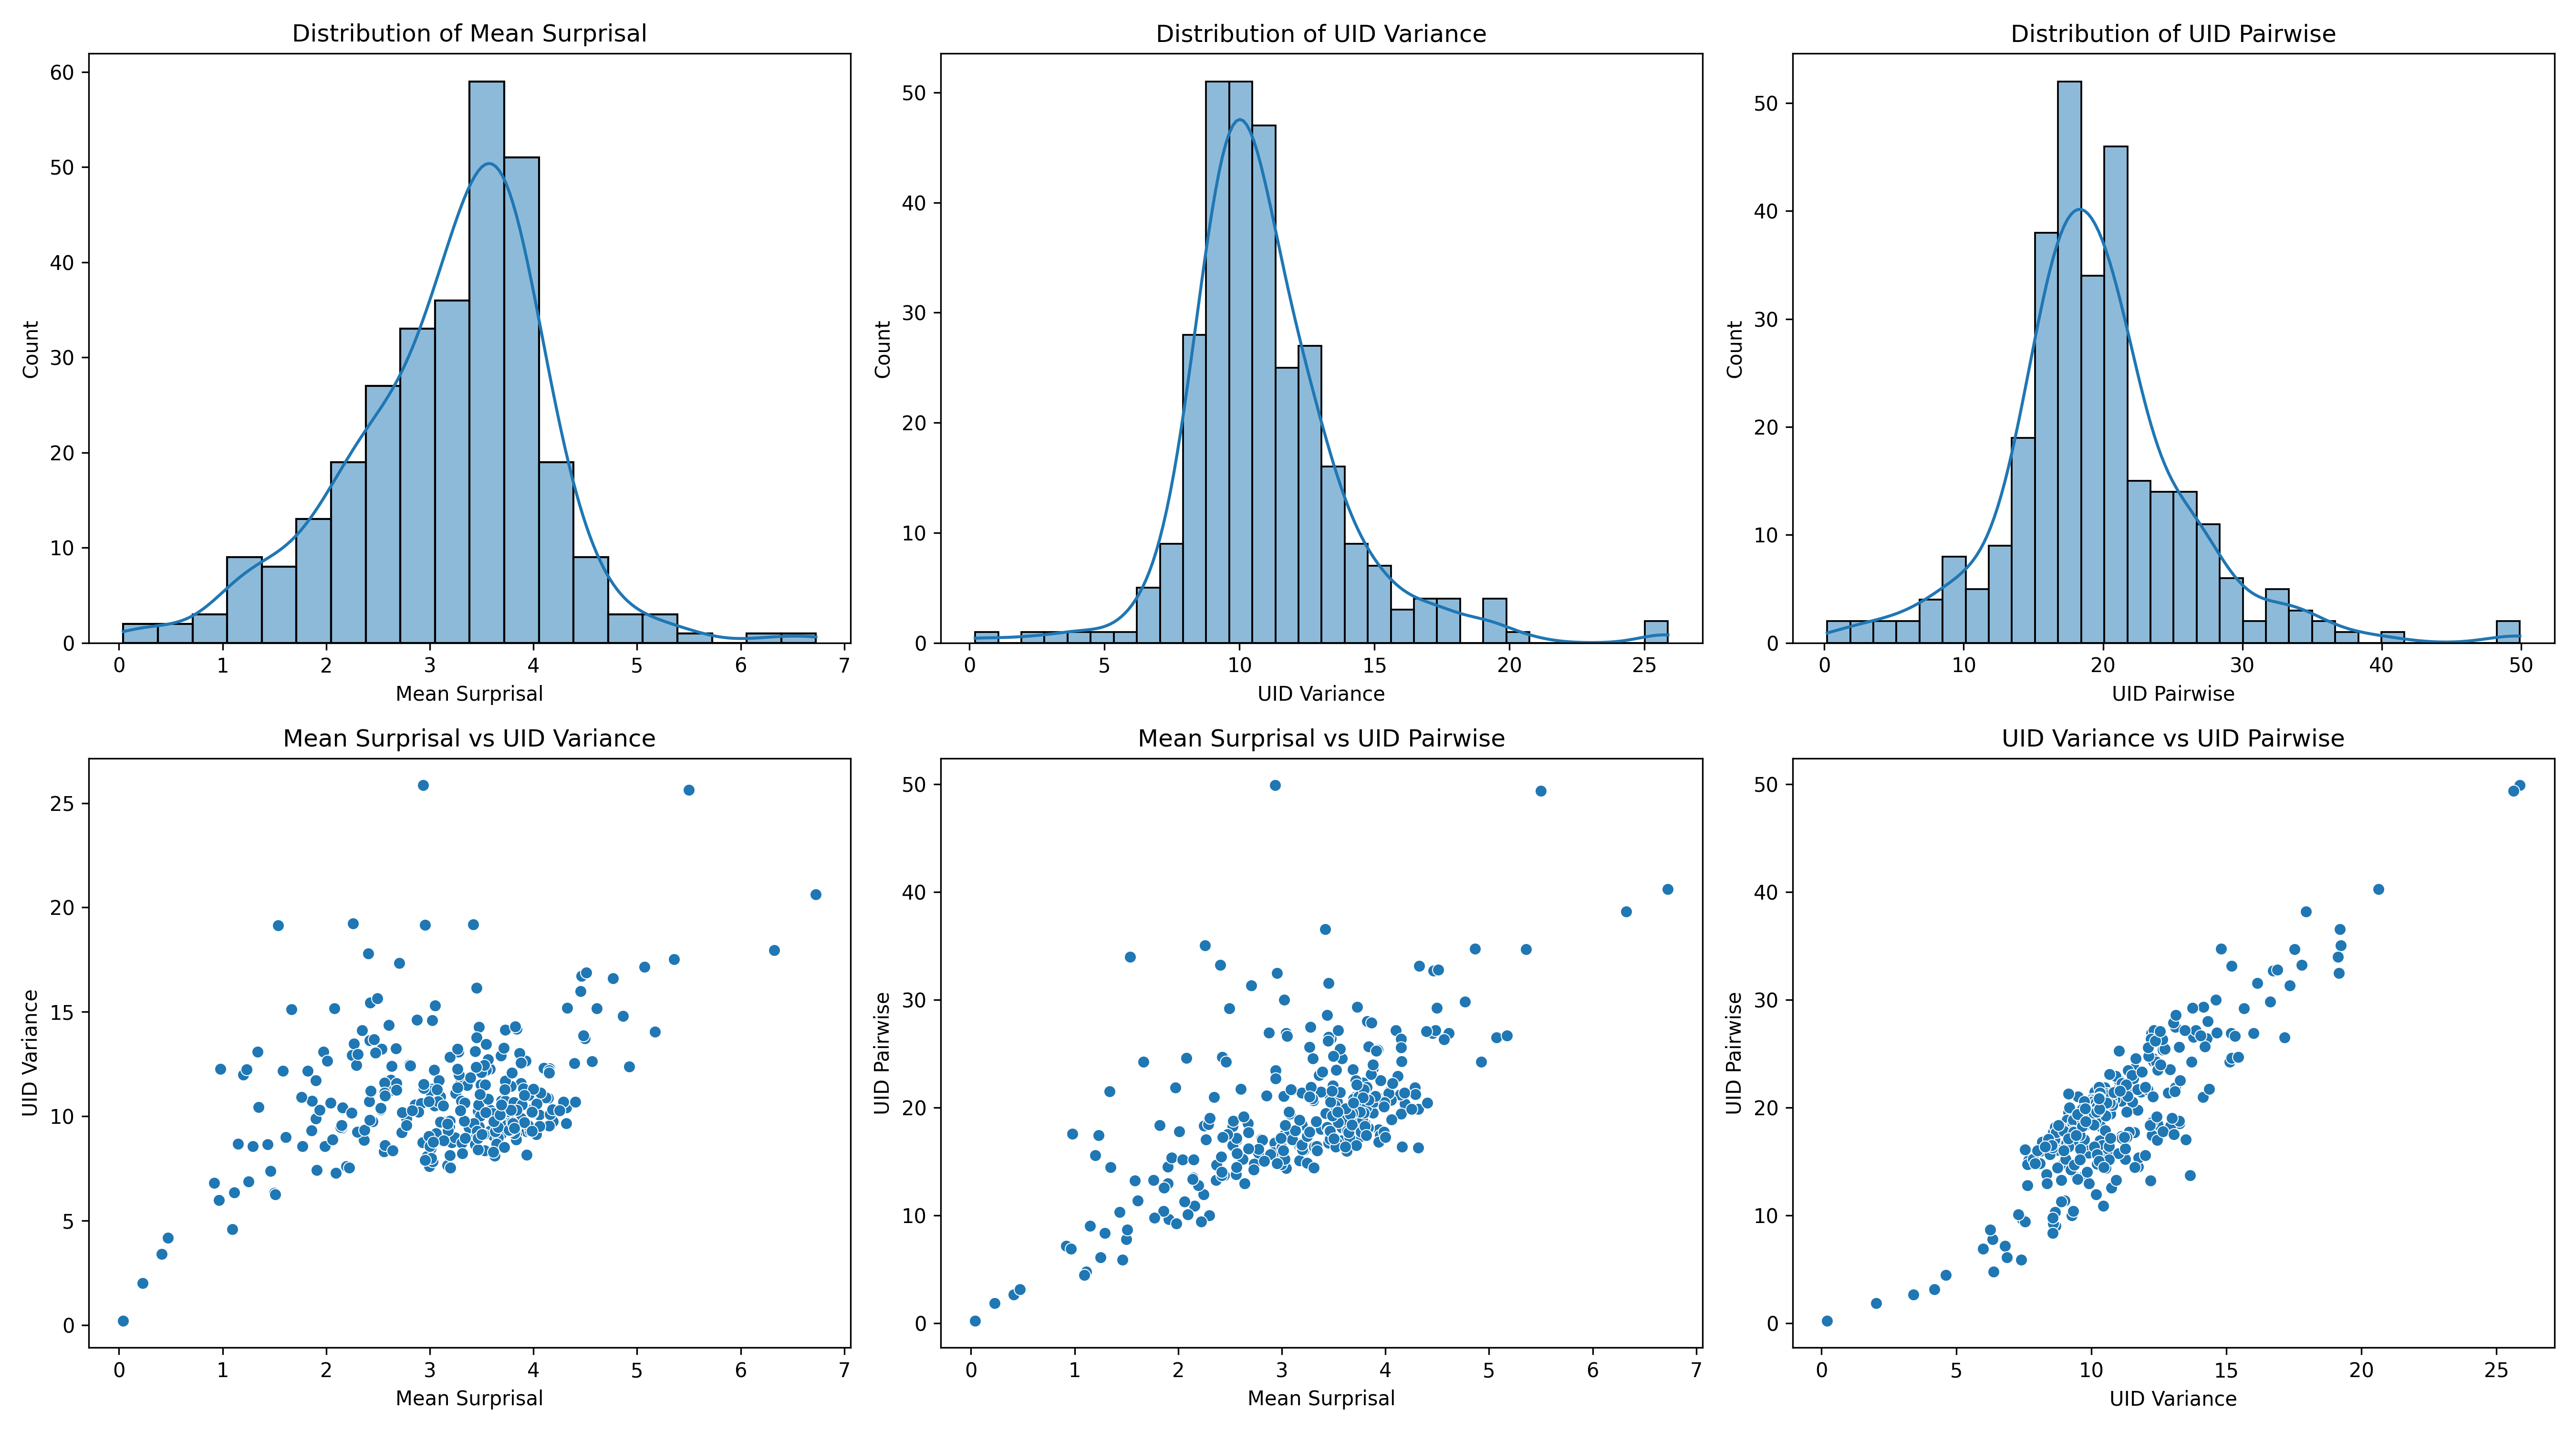 Distribution of Mean Surprisal
Count
0
10
20
30
40
50
60
0 1 2 3 4 5 6 7
Mean Surprisal
Distribution of UID Variance
Count
0
10
20
30
40
50
0 5 10 15 20 25
UID Variance
Distribution of UID Pairwise
Count
0
10
20
30
40
50
0 10 20 30 40 50
UID Pairwise
Mean Surprisal vs UID Variance
UID Variance
0
5
10
15
20
25
0 1 2 3 4 5 6 7
Mean Surprisal
Mean Surprisal vs UID Pairwise
UID Pairwise
0
10
20
30
40
50
0 1 2 3 4 5 6 7
Mean Surprisal
UID Variance vs UID Pairwise
UID Pairwise
0
10
20
30
40
50
0 5 10 15 20 25
UID Variance